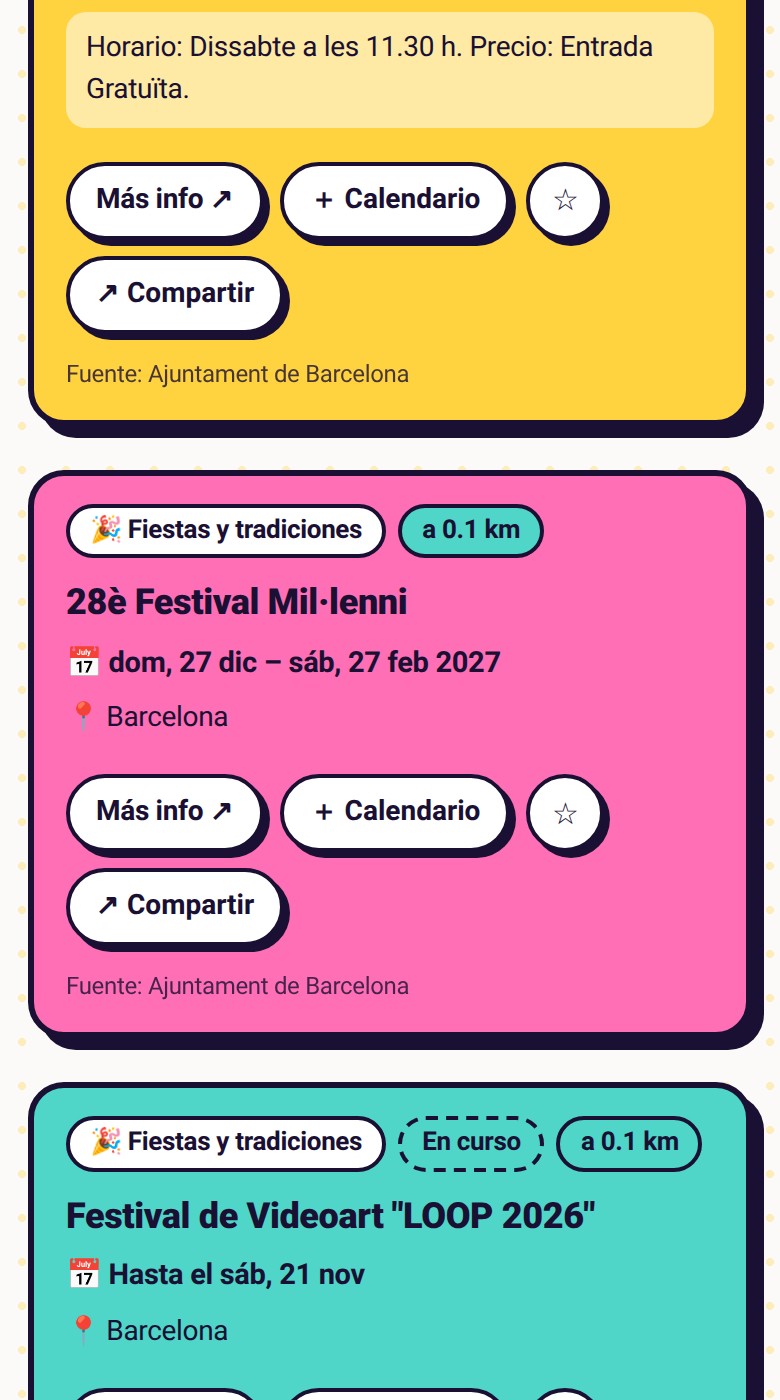 Horario: Dissabte a les 11.30 h. Precio: Entrada
Gratuïta.
Más info ↗
+ Calendario
☆
↗ Compartir
Fuente: Ajuntament de Barcelona
🎉 Fiestas y tradiciones
a 0.1 km
28è Festival Mil·lenni
📅 dom, 27 dic – sáb, 27 feb 2027
📍 Barcelona
Más info ↗
+ Calendario
☆
↗ Compartir
Fuente: Ajuntament de Barcelona
🎉 Fiestas y tradiciones
En curso
a 0.1 km
Festival de Videoart "LOOP 2026"
📅 Hasta el sáb, 21 nov
📍 Barcelona